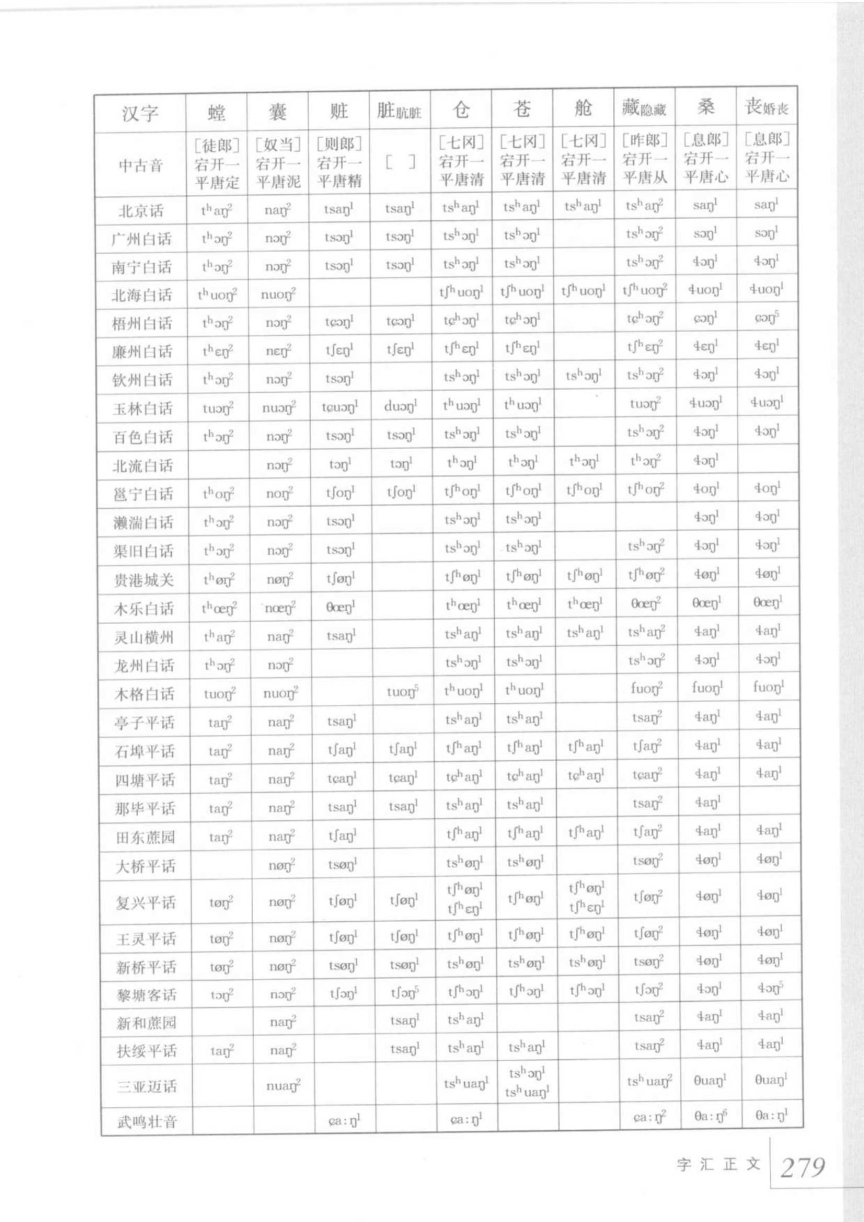 汉字 螳 囊 赃 脏肮脏 仓 苍 舱 藏隐藏 桑 丧婚丧
中古音 [徒郎]宕开一平唐定 [奴当]宕开一平唐泥 [则郎]宕开一平唐精 [ ] [七冈]宕开一平唐清 [七冈]宕开一平唐清 [七冈]宕开一平唐清 [昨郎]宕开一平唐从 [息郎]宕开一平唐心 [息郎]宕开一平唐心
北京话 tʰaŋ² naŋ² tsaŋ¹ tsaŋ¹ tsʰaŋ¹ tsʰaŋ¹ tsʰaŋ¹ tsʰaŋ² saŋ¹ saŋ¹
广州白话 tʰɔŋ² nɔŋ² tsɔŋ¹ tsɔŋ¹ tsʰɔŋ¹ tsʰɔŋ¹ tsʰɔŋ² sɔŋ¹ sɔŋ¹
南宁白话 tʰɔŋ² nɔŋ² tsɔŋ¹ tsɔŋ¹ tsʰɔŋ¹ tsʰɔŋ¹ tsʰɔŋ² ɬɔŋ¹ ɬɔŋ¹
北海白话 tʰuoŋ² nuoŋ² tʃʰuoŋ¹ tʃʰuoŋ¹ tʃʰuoŋ¹ tʃʰuoŋ² ɬuoŋ¹ ɬuoŋ¹
梧州白话 tʰɔŋ² nɔŋ² tɕɔŋ¹ tɕɔŋ¹ tɕʰɔŋ¹ tɕʰɔŋ¹ tɕʰɔŋ² ɕɔŋ¹ ɕɔŋ⁵
廉州白话 tʰɛŋ² nɛŋ² tʃɛŋ¹ tʃɛŋ¹ tʃʰɛŋ¹ tʃʰɛŋ¹ tʃʰɛŋ² ɬɛŋ¹ ɬɛŋ¹
钦州白话 tʰɔŋ² nɔŋ² tsɔŋ¹ tsʰɔŋ¹ tsʰɔŋ¹ tsʰɔŋ¹ tsʰɔŋ² ɬɔŋ¹ ɬɔŋ¹
玉林白话 tuɔŋ² nuɔŋ² tɕuɔŋ¹ duɔŋ¹ tʰuɔŋ¹ tʰuɔŋ¹ tuɔŋ² ɬuɔŋ¹ ɬuɔŋ¹
百色白话 tʰɔŋ² nɔŋ² tsɔŋ¹ tsɔŋ¹ tsʰɔŋ¹ tsʰɔŋ¹ tsʰɔŋ² ɬɔŋ¹ ɬɔŋ¹
北流白话 nɔŋ² tɔŋ¹ tɔŋ¹ tʰɔŋ¹ tʰɔŋ¹ tʰɔŋ¹ tʰɔŋ² ɬɔŋ¹
邕宁白话 tʰoŋ² noŋ² tʃoŋ¹ tʃoŋ¹ tʃʰoŋ¹ tʃʰoŋ¹ tʃʰoŋ¹ tʃʰoŋ² ɬoŋ¹ ɬoŋ¹
濑湍白话 tʰɔŋ² nɔŋ² tsɔŋ¹ tsʰɔŋ¹ tsʰɔŋ¹ ɬɔŋ¹ ɬɔŋ¹
渠旧白话 tʰɔŋ² nɔŋ² tsɔŋ¹ tsʰɔŋ¹ tsʰɔŋ¹ tsʰɔŋ² ɬɔŋ¹ ɬɔŋ¹
贵港城关 tʰøŋ² nøŋ² tʃøŋ¹ tʃʰøŋ¹ tʃʰøŋ¹ tʃʰøŋ¹ tʃʰøŋ² ɬøŋ¹ ɬøŋ¹
木乐白话 tʰœŋ² nœŋ² θœŋ¹ tʰœŋ¹ tʰœŋ¹ tʰœŋ¹ θœŋ² θœŋ¹ θœŋ¹
灵山横州 tʰaŋ² naŋ² tsaŋ¹ tsʰaŋ¹ tsʰaŋ¹ tsʰaŋ¹ tsʰaŋ² ɬaŋ¹ ɬaŋ¹
龙州白话 tʰɔŋ² nɔŋ² tsʰɔŋ¹ tsʰɔŋ¹ tsʰɔŋ² ɬɔŋ¹ ɬɔŋ¹
木格白话 tuoŋ² nuoŋ² tuoŋ⁵ tʰuoŋ¹ tʰuoŋ¹ fuoŋ² fuoŋ¹ fuoŋ¹
亭子平话 taŋ² naŋ² tsaŋ¹ tsʰaŋ¹ tsʰaŋ¹ tsaŋ² ɬaŋ¹ ɬaŋ¹
石埠平话 taŋ² naŋ² tʃaŋ¹ tʃaŋ¹ tʃʰaŋ¹ tʃʰaŋ¹ tʃʰaŋ¹ tʃaŋ² ɬaŋ¹ ɬaŋ¹
四塘平话 taŋ² naŋ² tɕaŋ¹ tɕaŋ¹ tɕʰaŋ¹ tɕʰaŋ¹ tɕʰaŋ¹ tɕaŋ² ɬaŋ¹ ɬaŋ¹
那毕平话 taŋ² naŋ² tsaŋ¹ tsaŋ¹ tsʰaŋ¹ tsʰaŋ¹ tsaŋ² ɬaŋ¹
田东蔗园 taŋ² naŋ² tʃaŋ¹ tʃʰaŋ¹ tʃʰaŋ¹ tʃʰaŋ¹ tʃaŋ² ɬaŋ¹ ɬaŋ¹
大桥平话 nøŋ² tsøŋ¹ tsʰøŋ¹ tsʰøŋ¹ tsøŋ² ɬøŋ¹ ɬøŋ¹
复兴平话 tøŋ² nøŋ² tʃøŋ¹ tʃøŋ¹ tʃʰøŋ¹ tʃʰɛŋ¹ tʃʰøŋ¹ tʃʰøŋ¹ tʃʰɛŋ¹ tʃøŋ² ɬøŋ¹ ɬøŋ¹
王灵平话 tøŋ² nøŋ² tʃøŋ¹ tʃøŋ¹ tʃʰøŋ¹ tʃʰøŋ¹ tʃʰøŋ¹ tʃøŋ² ɬøŋ¹ ɬøŋ¹
新桥平话 tøŋ² nøŋ² tsøŋ¹ tsøŋ¹ tsʰøŋ¹ tsʰøŋ¹ tsʰøŋ¹ tsøŋ² ɬøŋ¹ ɬøŋ¹
黎塘客话 tɔŋ² nɔŋ² tʃɔŋ¹ tʃɔŋ⁵ tʃʰɔŋ¹ tʃʰɔŋ¹ tʃʰɔŋ¹ tʃɔŋ² ɬɔŋ¹ ɬɔŋ⁵
新和蔗园 naŋ² tsaŋ¹ tsʰaŋ¹ tsaŋ² ɬaŋ¹ ɬaŋ¹
扶绥平话 taŋ² naŋ² tsaŋ¹ tsʰaŋ¹ tsʰaŋ¹ tsaŋ² ɬaŋ¹ ɬaŋ¹
三亚迈话 nuaŋ² tsʰuaŋ¹ tsʰɔŋ¹ tsʰuaŋ¹ tsʰuaŋ² θuaŋ¹ θuaŋ¹
武鸣壮音 ɕa:ŋ¹ ɕa:ŋ¹ ɕa:ŋ² θa:ŋ⁶ θa:ŋ¹
字汇正文 279